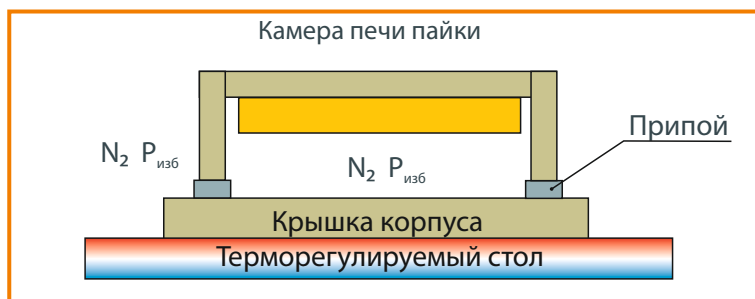 Камера печи пайки
Припой
N₂ Pизб
N₂ Pизб
Крышка корпуса
Терморегулируемый стол